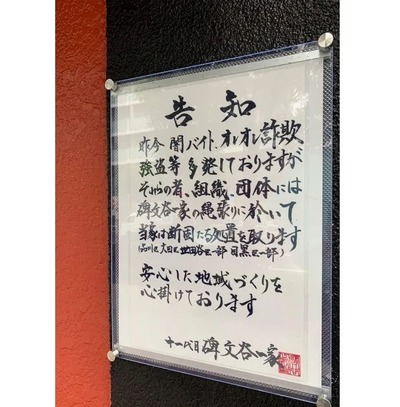 告知
昨今 闇バイト、オレオレ詐欺
強盗等 多発しておりますが
それらの者、組織、団体には
碑文谷一家の縄張りに於いて
当家は断固たる処置を取ります
(品川区 大田区 世田谷区一部 目黒区一部)
安心した地域づくりを
心掛けております
十一代目 碑文谷一家